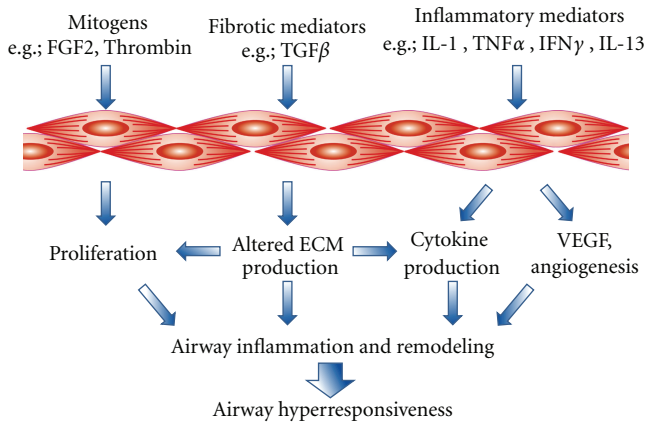 Mitogens
e.g.; FGF2, Thrombin
Fibrotic mediators
e.g.; TGFβ
Inflammatory mediators
e.g.; IL-1 , TNFα , IFNγ , IL-13
Proliferation
Altered ECM
production
Cytokine
production
VEGF,
angiogenesis
Airway inflammation and remodeling
Airway hyperresponsiveness